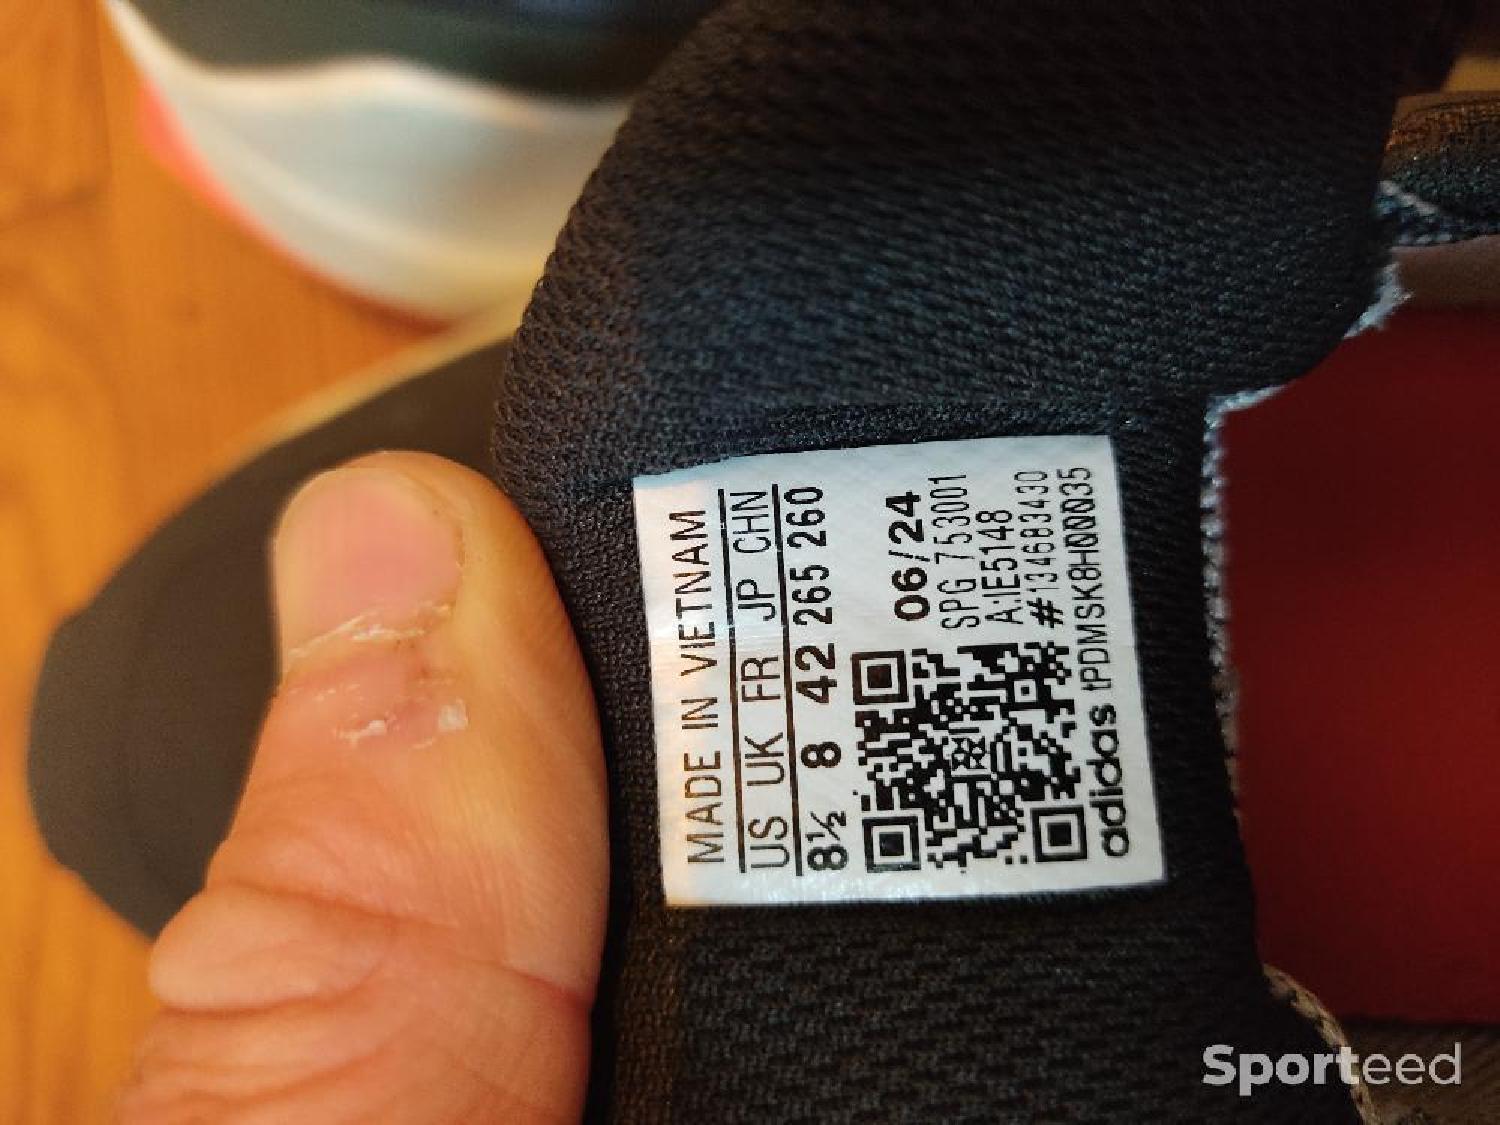 MADE IN VIETNAM
US UK FR JP CHN
8½ 8 42 265 260
06/24
SPG 753001
A:IE5148
#134683430
adidas tPDMSK8H00035
Sporteed